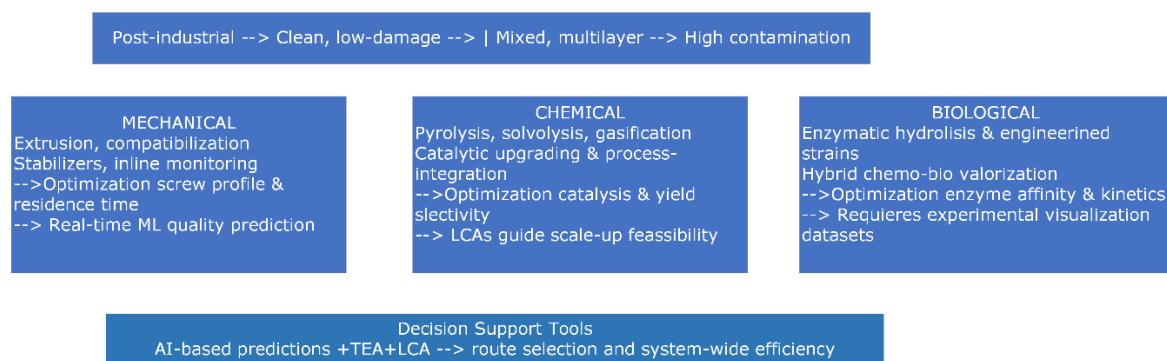 Post-industrial --> Clean, low-damage --> | Mixed, multilayer --> High contamination
MECHANICAL
Extrusion, compatibilization
Stabilizers, inline monitoring
-->Optimization screw profile &
residence time
--> Real-time ML quality prediction
CHEMICAL
Pyrolysis, solvolysis, gasification
Catalytic upgrading & process-
integration
-->Optimization catalysis & yield
slectivity
--> LCAs guide scale-up feassibility
BIOLOGICAL
Enzymatic hydrolisis & engineerined
strains
Hybrid chemo-bio valorization
-->Optimization enzyme affinity & kinetics
--> Requieres experimental visualization
datasets
Decision Support Tools
AI-based predictions +TEA+LCA --> route selection and system-wide efficiency